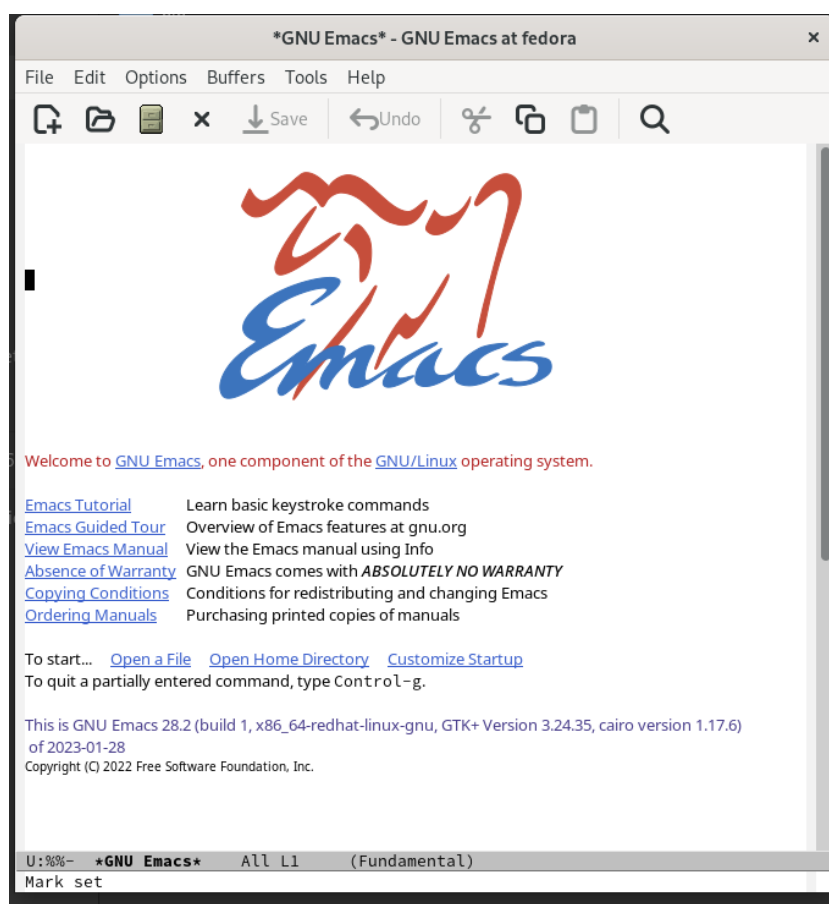 *GNU Emacs* - GNU Emacs at fedora
File Edit Options Buffers Tools Help
Save Undo
Emacs
Welcome to GNU Emacs, one component of the GNU/Linux operating system.
Emacs Tutorial Learn basic keystroke commands
Emacs Guided Tour Overview of Emacs features at gnu.org
View Emacs Manual View the Emacs manual using Info
Absence of Warranty GNU Emacs comes with ABSOLUTELY NO WARRANTY
Copying Conditions Conditions for redistributing and changing Emacs
Ordering Manuals Purchasing printed copies of manuals
To start... Open a File Open Home Directory Customize Startup
To quit a partially entered command, type Control-g.
This is GNU Emacs 28.2 (build 1, x86_64-redhat-linux-gnu, GTK+ Version 3.24.35, cairo version 1.17.6)
of 2023-01-28
Copyright (C) 2022 Free Software Foundation, Inc.
U:%%- *GNU Emacs* All L1 (Fundamental)
Mark set